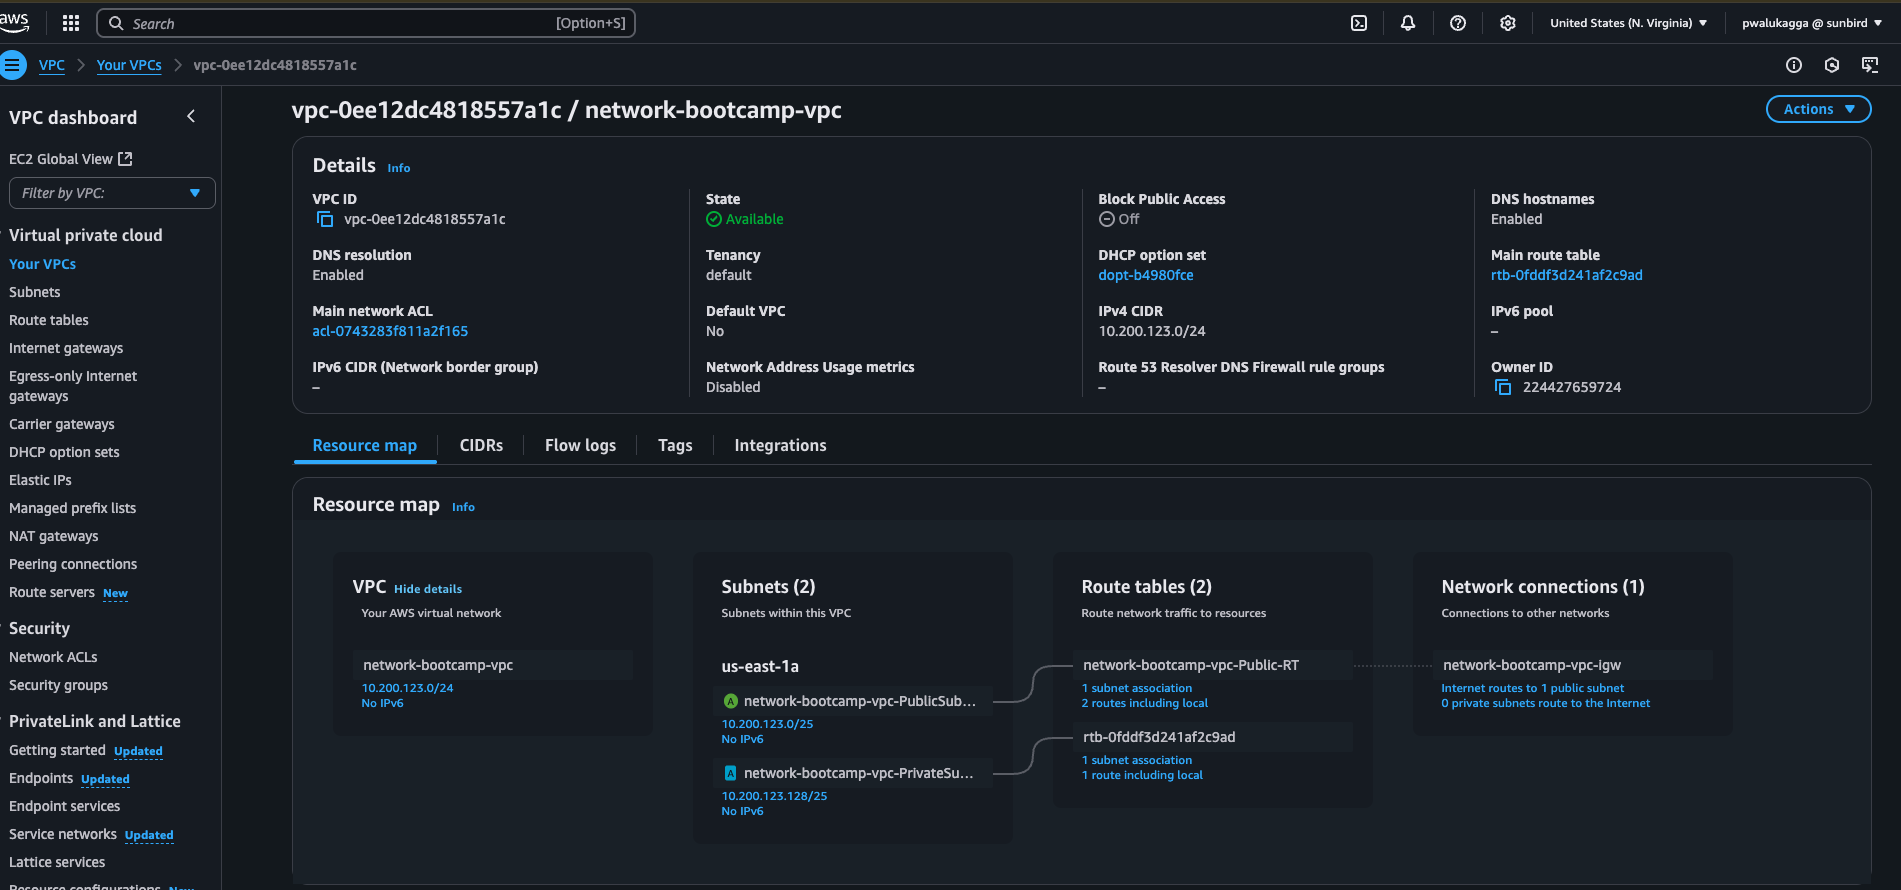 aws
Search
[Option+S]
United States (N. Virginia)
pwalukagga @ sunbird
VPC
Your VPCs
vpc-0ee12dc4818557a1c
VPC dashboard
EC2 Global View
Filter by VPC:
Virtual private cloud
Your VPCs
Subnets
Route tables
Internet gateways
Egress-only Internet
gateways
Carrier gateways
DHCP option sets
Elastic IPs
Managed prefix lists
NAT gateways
Peering connections
Route servers New
Security
Network ACLs
Security groups
PrivateLink and Lattice
Getting started Updated
Endpoints Updated
Endpoint services
Service networks Updated
Lattice services
Resource configurations New
vpc-0ee12dc4818557a1c / network-bootcamp-vpc
Actions
Details Info
VPC ID
vpc-0ee12dc4818557a1c
State
Available
Block Public Access
Off
DNS hostnames
Enabled
DNS resolution
Enabled
Tenancy
default
DHCP option set
dopt-b4980fce
Main route table
rtb-0fddf3d241af2c9ad
Main network ACL
acl-0743283f811a2f165
Default VPC
No
IPv4 CIDR
10.200.123.0/24
IPv6 pool
–
IPv6 CIDR (Network border group)
–
Network Address Usage metrics
Disabled
Route 53 Resolver DNS Firewall rule groups
–
Owner ID
224427659724
Resource map
CIDRs
Flow logs
Tags
Integrations
Resource map Info
VPC Hide details
Your AWS virtual network
network-bootcamp-vpc
10.200.123.0/24
No IPv6
Subnets (2)
Subnets within this VPC
us-east-1a
A network-bootcamp-vpc-PublicSub...
10.200.123.0/25
No IPv6
A network-bootcamp-vpc-PrivateSu...
10.200.123.128/25
No IPv6
Route tables (2)
Route network traffic to resources
network-bootcamp-vpc-Public-RT
1 subnet association
2 routes including local
rtb-0fddf3d241af2c9ad
1 subnet association
1 route including local
Network connections (1)
Connections to other networks
network-bootcamp-vpc-igw
Internet routes to 1 public subnet
0 private subnets route to the Internet